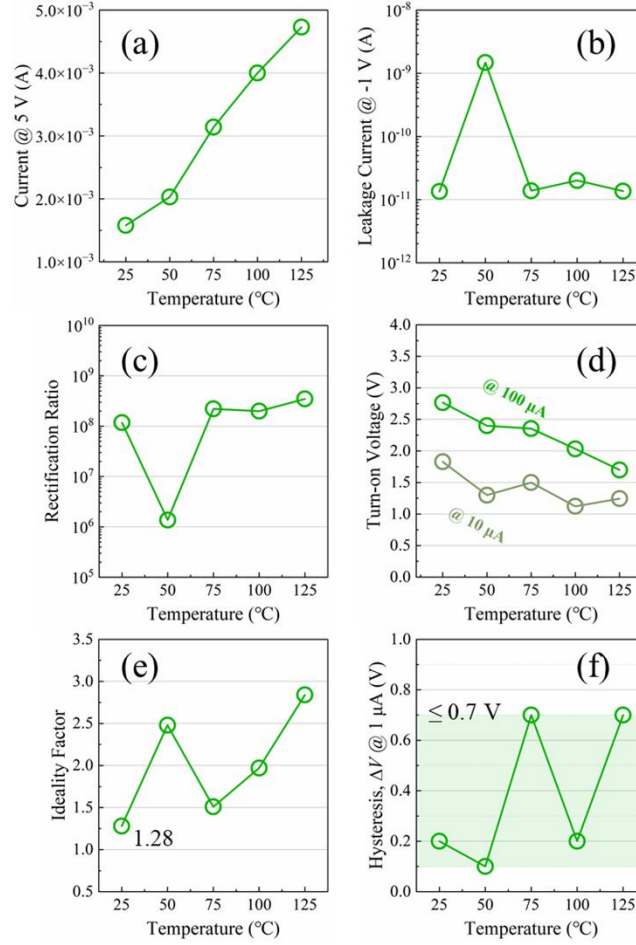 (a)
Current @ 5 V (A)
5.0×10⁻³
4.0×10⁻³
3.0×10⁻³
2.0×10⁻³
1.0×10⁻³
25 50 75 100 125
Temperature (℃)
(b)
Leakage Current @ -1 V (A)
10⁻⁸
10⁻⁹
10⁻¹⁰
10⁻¹¹
10⁻¹²
25 50 75 100 125
Temperature (℃)
(c)
Rectification Ratio
10¹⁰
10⁹
10⁸
10⁷
10⁶
10⁵
25 50 75 100 125
Temperature (℃)
(d)
Turn-on Voltage (V)
4.0
3.5
3.0
2.5
2.0
1.5
1.0
0.5
0.0
@ 100 μA
@ 10 μA
25 50 75 100 125
Temperature (℃)
(e)
Ideality Factor
3.5
3.0
2.5
2.0
1.5
1.0
0.5
1.28
25 50 75 100 125
Temperature (℃)
(f)
Hysteresis, ΔV @ 1 μA (V)
1.0
0.8
0.6
0.4
0.2
0.0
≤ 0.7 V
25 50 75 100 125
Temperature (℃)